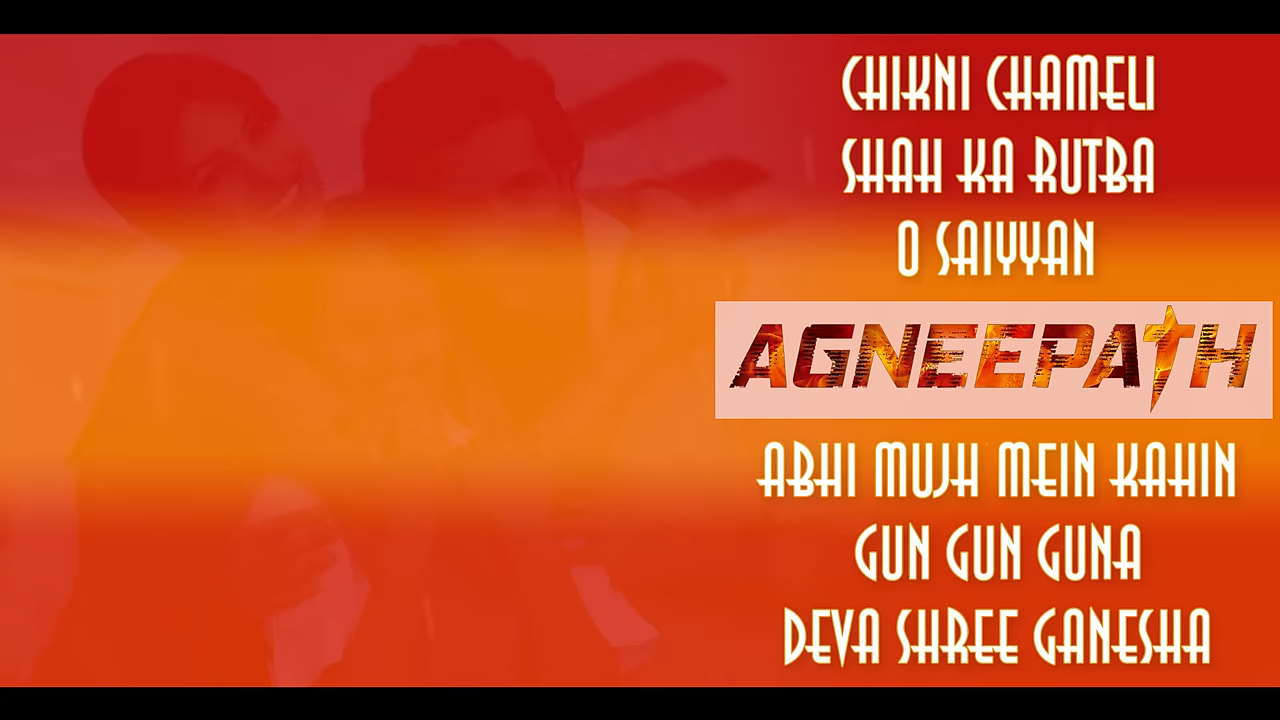 CHIKNI CHAMELI
SHAH KA RUTBA
O SAIYYAN
AGNEEPATH
ABHI MUJH MEIN KAHIN
GUN GUN GUNA
DEVA SHREE GANESHA